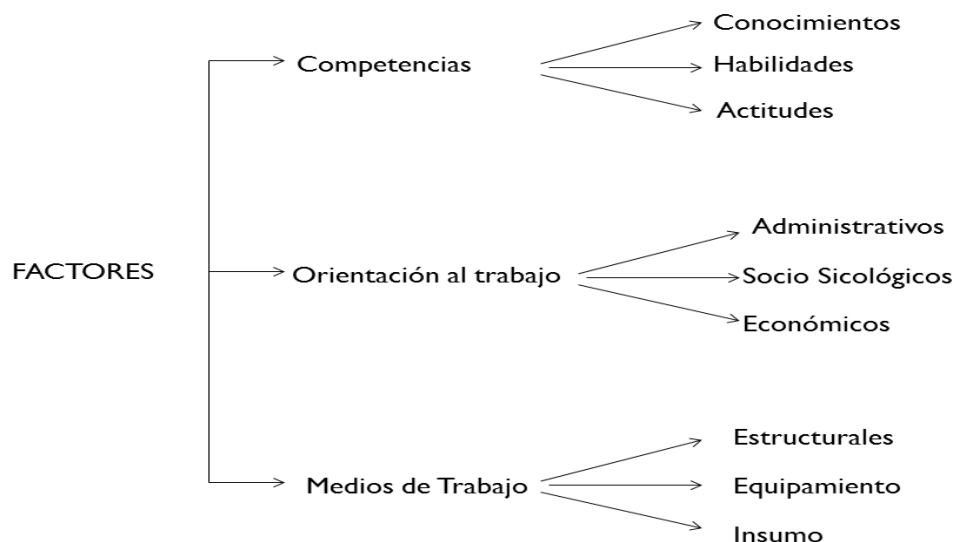 Conocimientos
Competencias
Habilidades
Actitudes
Administrativos
FACTORES
Orientación al trabajo
Socio Sicológicos
Económicos
Estructurales
Medios de Trabajo
Equipamiento
Insumo